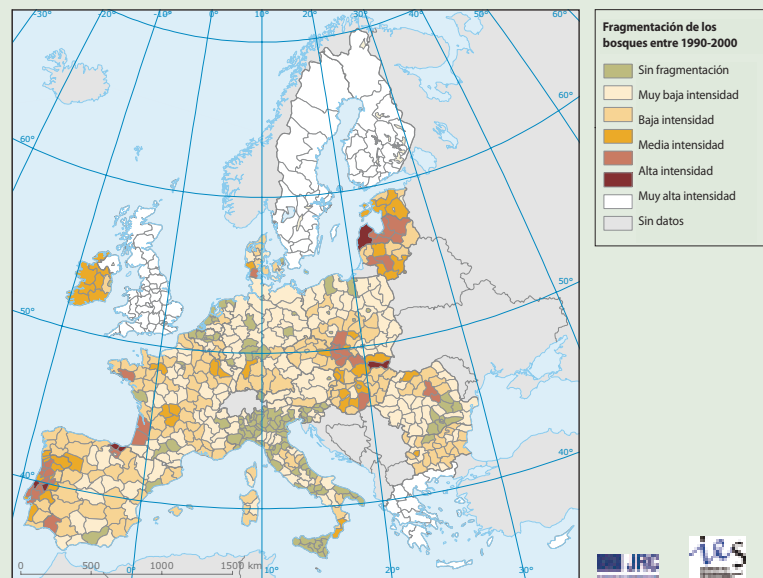 -30°
-20°
-10°
0°
10°
20°
30°
40°
50°
60°
60°
60°
50°
50°
40°
40°
0
500
1000
1500 km
10°
20°
30°
Fragmentación de los
bosques entre 1990-2000
Sin fragmentación
Muy baja intensidad
Baja intensidad
Media intensidad
Alta intensidad
Muy alta intensidad
Sin datos
JRC
ies